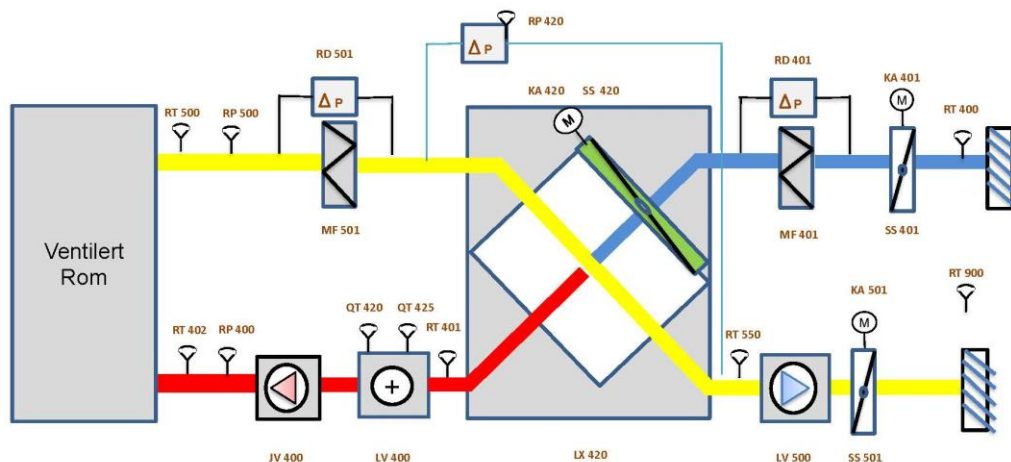 RP 420
Δ P
RD 501
RD 401
KA 420 SS 420
KA 401
RT 500
RP 500
Δ P
Δ P
RT 400
M
M
MF 501
MF 401
SS 401
Ventilert
Rom
RT 900
KA 501
QT 420
QT 425
RT 402
RP 400
RT 401
RT 550
M
+
JV 400
LV 400
LX 420
LV 500
SS 501